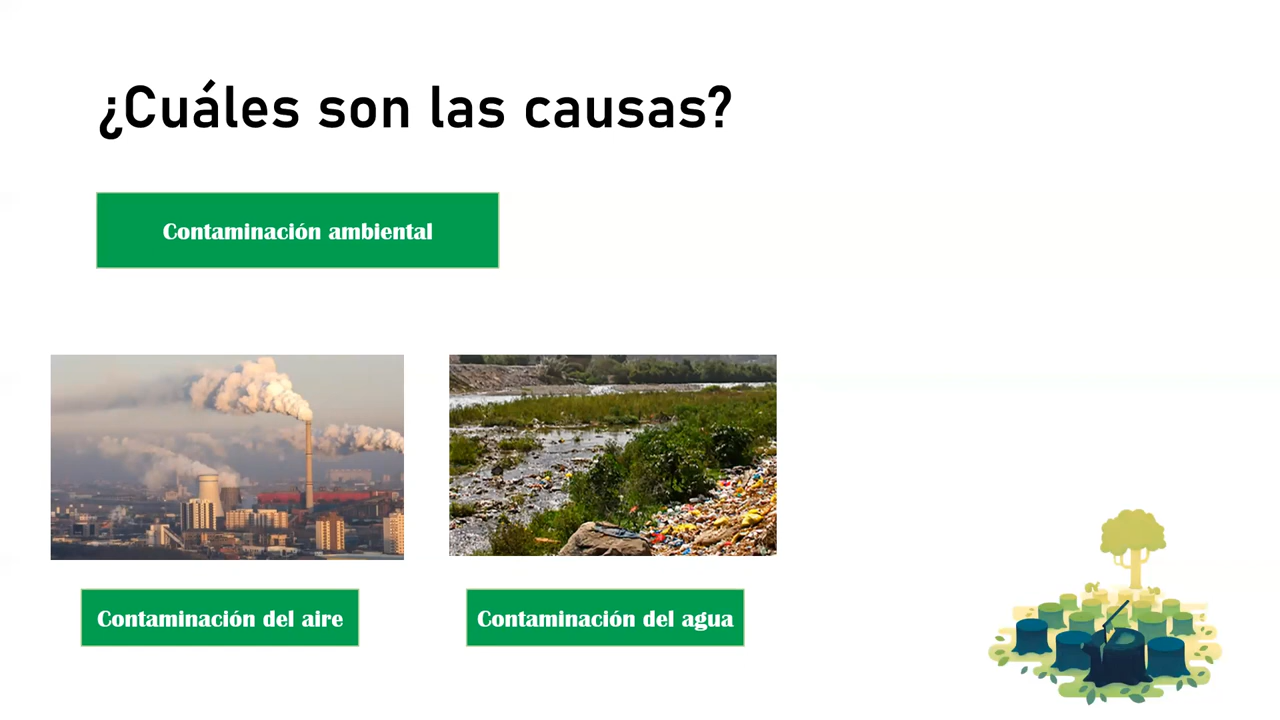 ¿Cuáles son las causas?
Contaminación ambiental
Contaminación del aire
Contaminación del agua